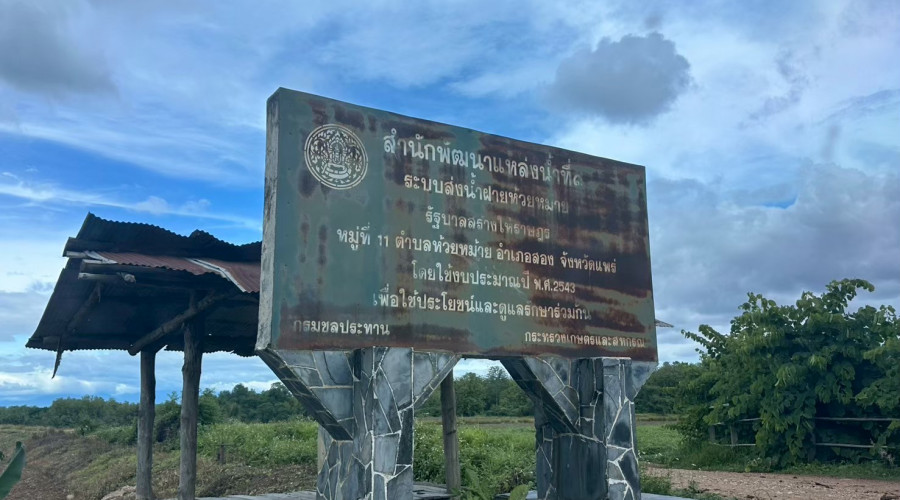 สำนักพัฒนาแหล่งน้ำที่
ระบบส่งน้ำฝายห้วยหม้าย
รัฐบาลสร้างให้ราษฎร
หมู่ที่ 11 ตำบลห้วยหม้าย อำเภอสอง จังหวัดแพร่
โดยใช้งบประมาณปี พ.ศ.2543
เพื่อใช้ประโยชน์และดูแลรักษาร่วมกัน
กรมชลประทาน
กระทรวงเกษตรและสหกรณ์